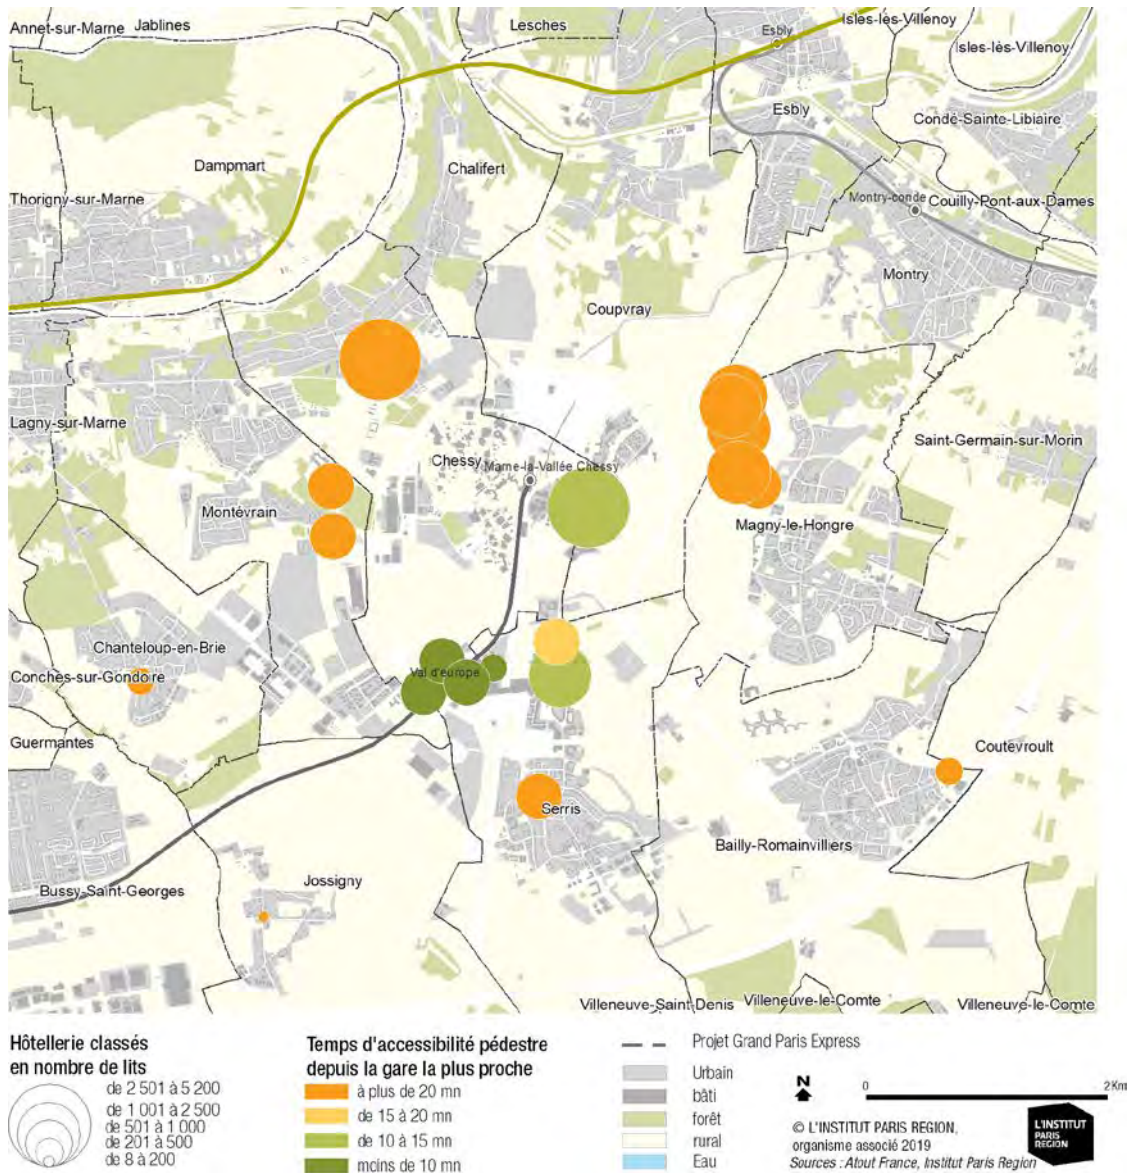 Annet-sur-Marne
Jablines
Lesches
Isles-lès-Villenoy
Esbly
Isles-lès-Villenoy
Esbly
Condé-Sainte-Libiaire
Dampmart
Chalifert
Thorigny-sur-Marne
Montry-conde
Couilly-Pont-aux-Dames
Montry
Coupvray
Lagny-sur-Marne
Saint-Germain-sur-Morin
Chessy
Marne-la-Vallée Chessy
Montévrain
Magny-le-Hongre
Chanteloup-en-Brie
Conches-sur-Gondoire
Val d'europe
Guermantes
Coutevroult
Serris
Bailly-Romainvilliers
Bussy-Saint-Georges
Jossigny
Villeneuve-Saint-Denis
Villeneuve-le-Comte
Villeneuve-le-Comte
Hôtellerie classés
en nombre de lits
de 2 501 à 5 200
de 1 001 à 2 500
de 501 à 1 000
de 201 à 500
de 8 à 200
Temps d'accessibilité pédestre
depuis la gare la plus proche
à plus de 20 mn
de 15 à 20 mn
de 10 à 15 mn
moins de 10 mn
Projet Grand Paris Express
Urbain
bâti
forêt
rural
Eau
N
0
2Km
© L'INSTITUT PARIS REGION,
organisme associé 2019
Sources : Atout France, Institut Paris Region
L'INSTITUT
PARIS
REGION